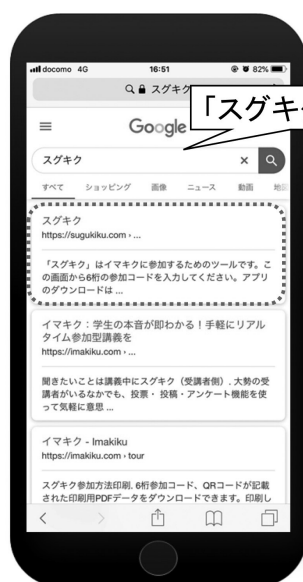 docomo 4G 16:51 82%
スグキク
「スグキ
Google
スグキク
すべて ショッピング 画像 ニュース 動画 地
スグキク
https://sugukiku.com › ...
「スグキク」はイマキクに参加するためのツールです。こ
の画面から6桁の参加コードを入力してください。アプリ
のダウンロードは ...
イマキク：学生の本音が即わかる！手軽にリアル
タイム参加型講義を
https://imakiku.com › ...
聞きたいことは講義中にスグキク（受講者側）. 大勢の受
講者がいるなかでも、投票・ 投稿・アンケート機能を使
って気軽に意思 ...
イマキク - Imakiku
https://imakiku.com › tour
スグキク参加方法印刷. 6桁参加コード、QRコードが記載
された印刷用PDFデータをダウンロードできます。印刷し